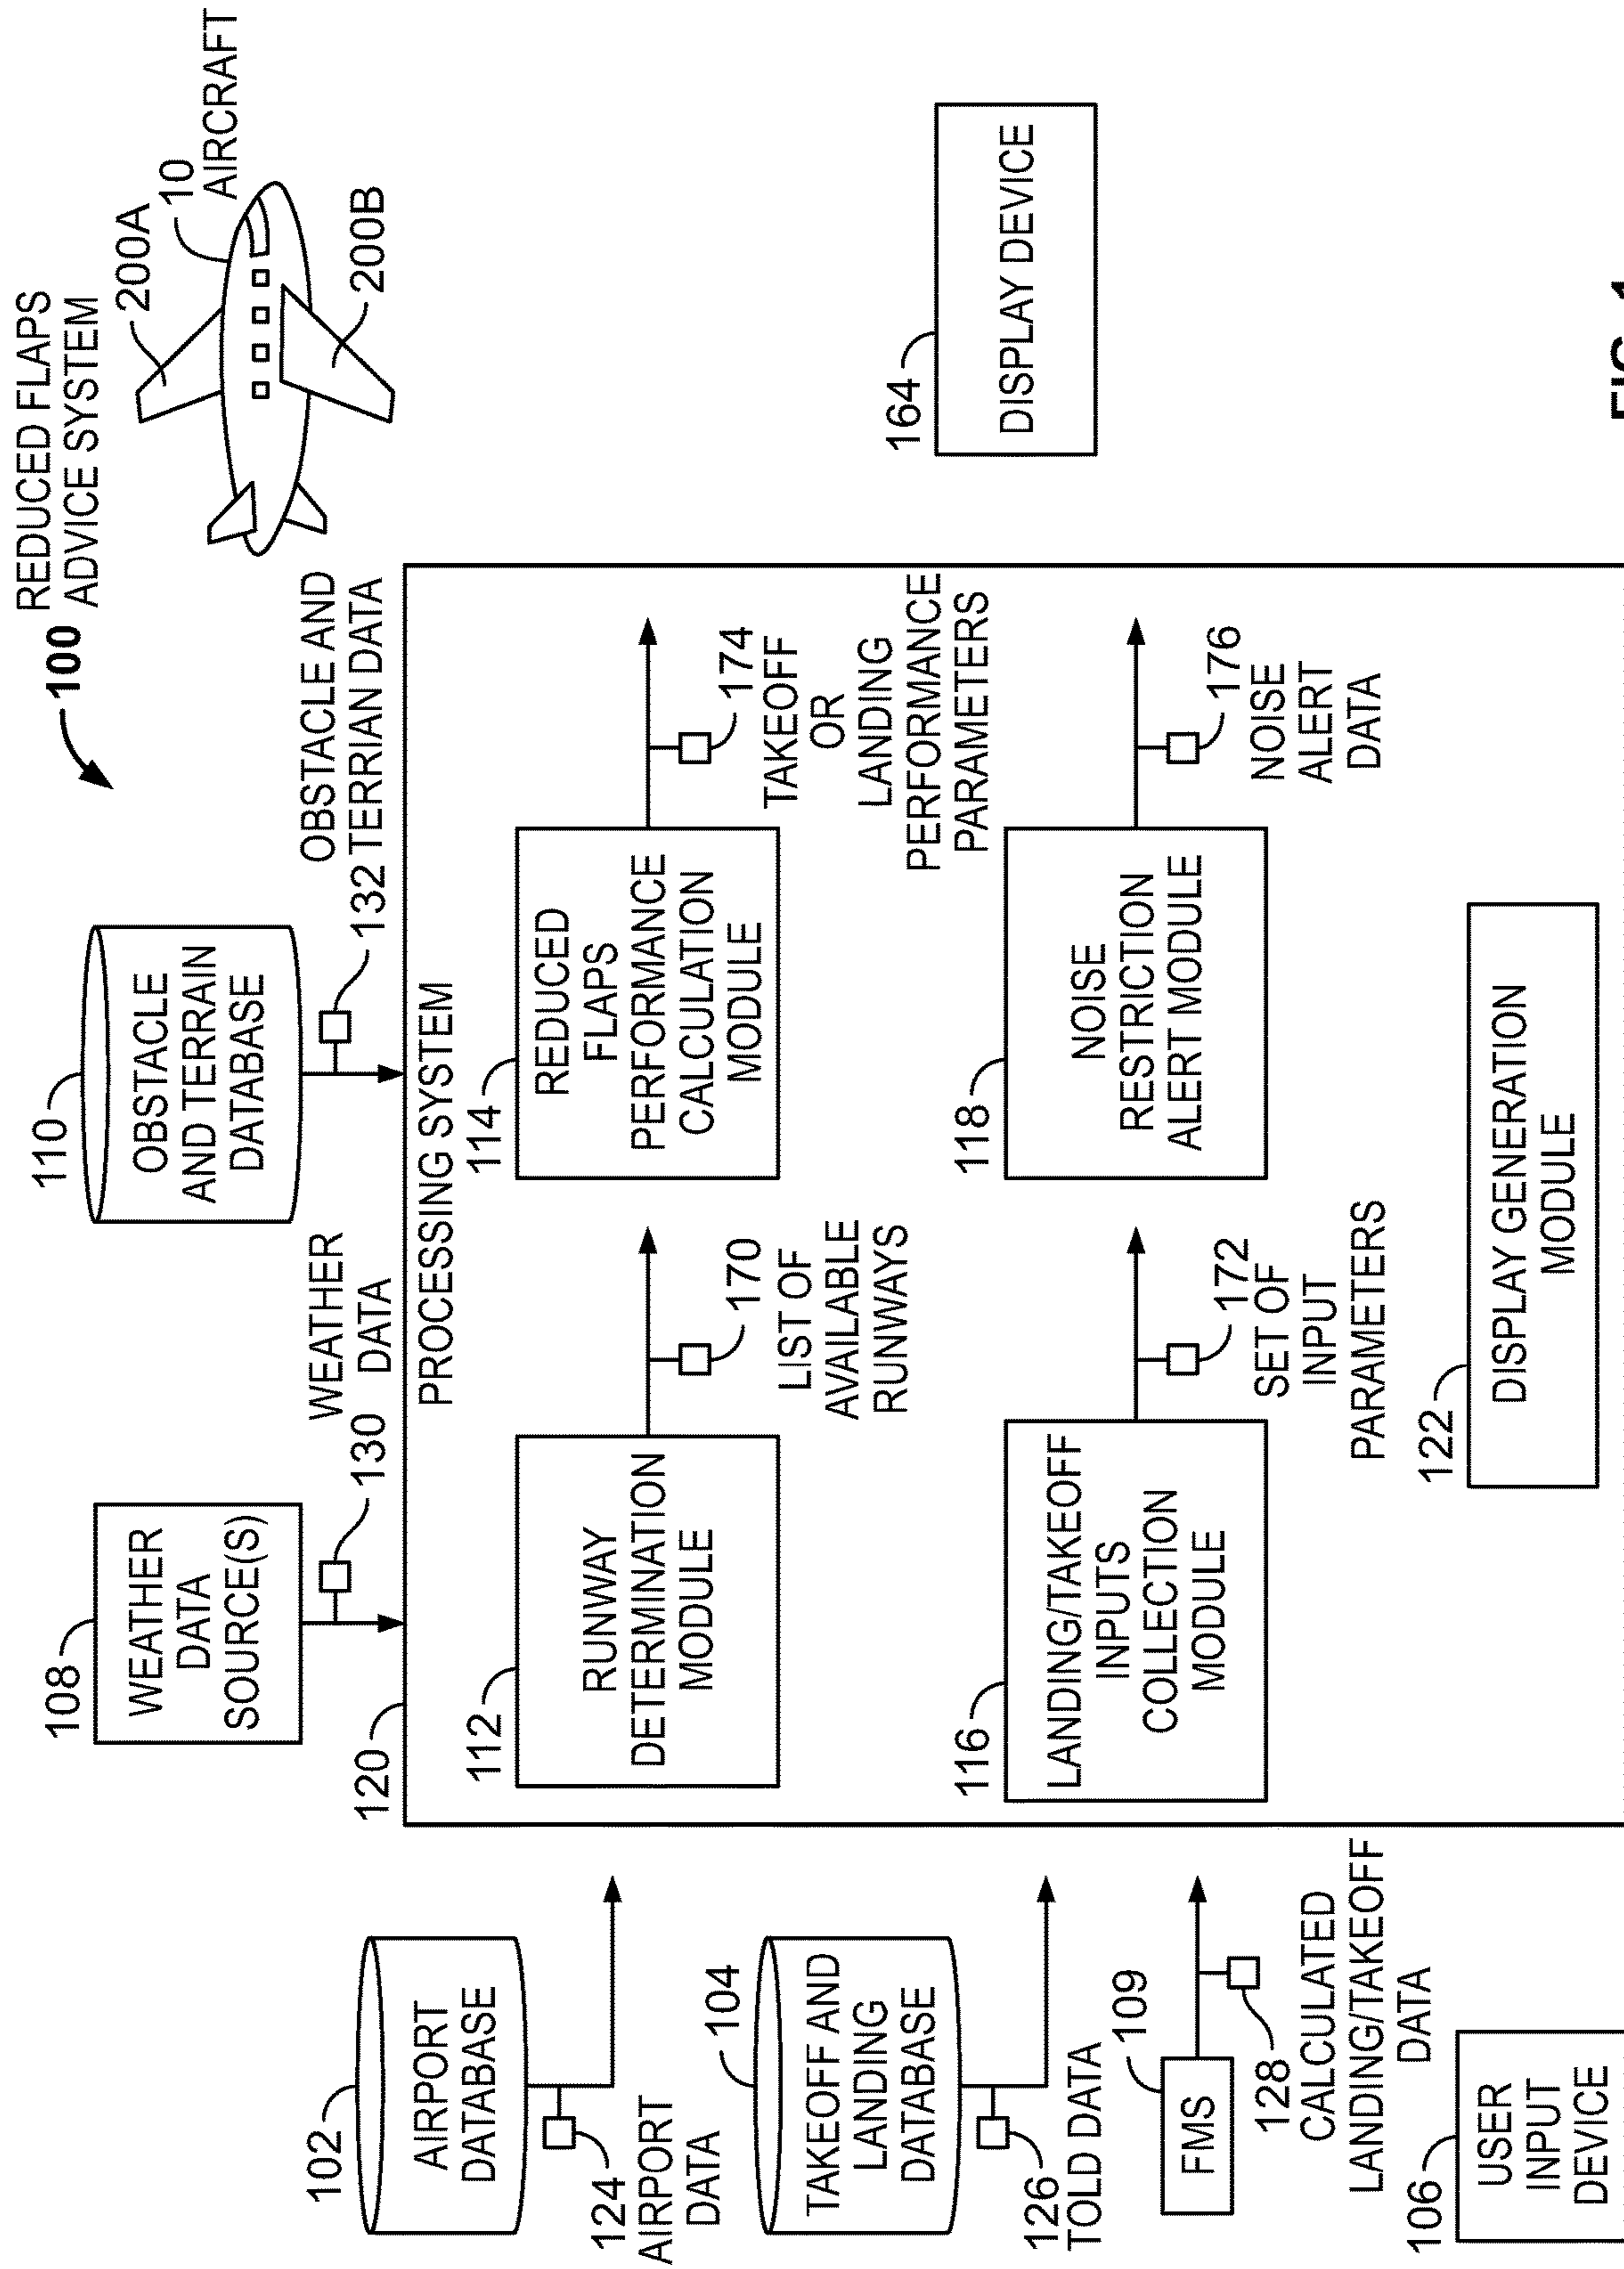 REDUCED FLAPS
100 ADVICE SYSTEM
200A
10
AIRCRAFT
200B
108
WEATHER
DATA
SOURCE(S)
WEATHER
130 DATA
110
OBSTACLE
AND TERRAIN
DATABASE
OBSTACLE AND
132 TERRIAN DATA
102
AIRPORT
DATABASE
124
AIRPORT
DATA
104
TAKEOFF AND
LANDING
DATABASE
126
TOLD DATA
109
FMS
128
CALCULATED
LANDING/TAKEOFF
DATA
106
USER
INPUT
DEVICE
120
PROCESSING SYSTEM
112
RUNWAY
DETERMINATION
MODULE
170
LIST OF
AVAILABLE
RUNWAYS
114
REDUCED
FLAPS
PERFORMANCE
CALCULATION
MODULE
174
TAKEOFF
OR
LANDING
PERFORMANCE
PARAMETERS
116
LANDING/TAKEOFF
INPUTS
COLLECTION
MODULE
172
SET OF
INPUT
PARAMETERS
118
NOISE
RESTRICTION
ALERT MODULE
176
NOISE
ALERT
DATA
122
DISPLAY GENERATION
MODULE
164
DISPLAY DEVICE
FIG. 1